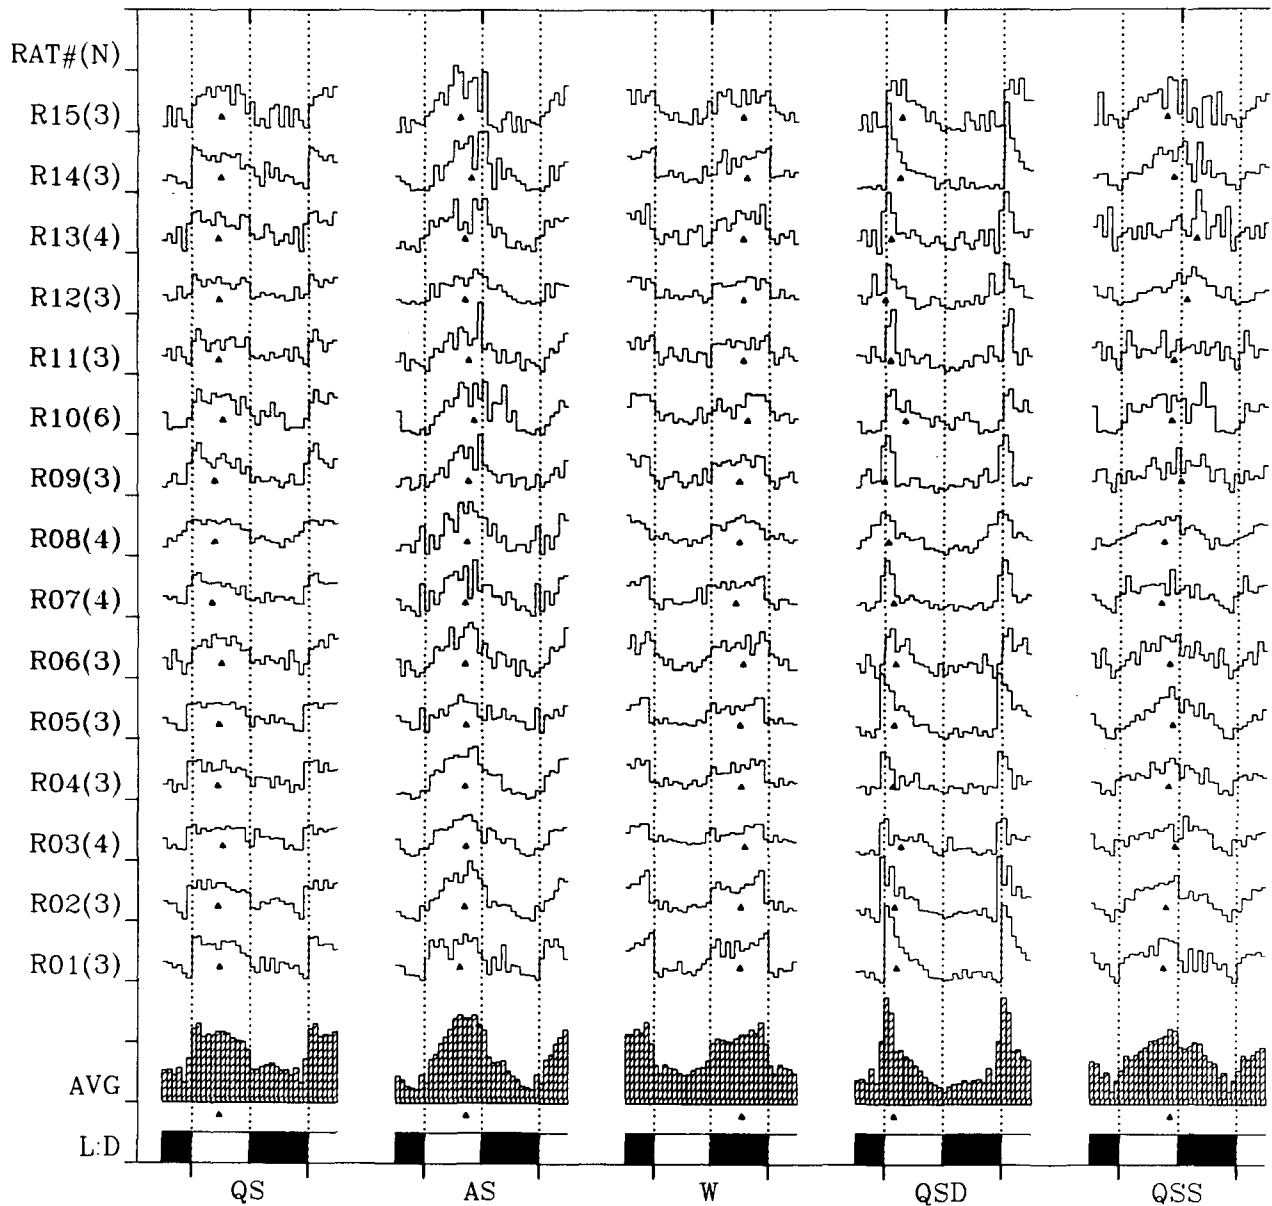 RAT#(N)
R15(3)
R14(3)
R13(4)
R12(3)
R11(3)
R10(6)
R09(3)
R08(4)
R07(4)
R06(3)
R05(3)
R04(3)
R03(4)
R02(3)
R01(3)
AVG
L:D
QS AS W QSD QSS